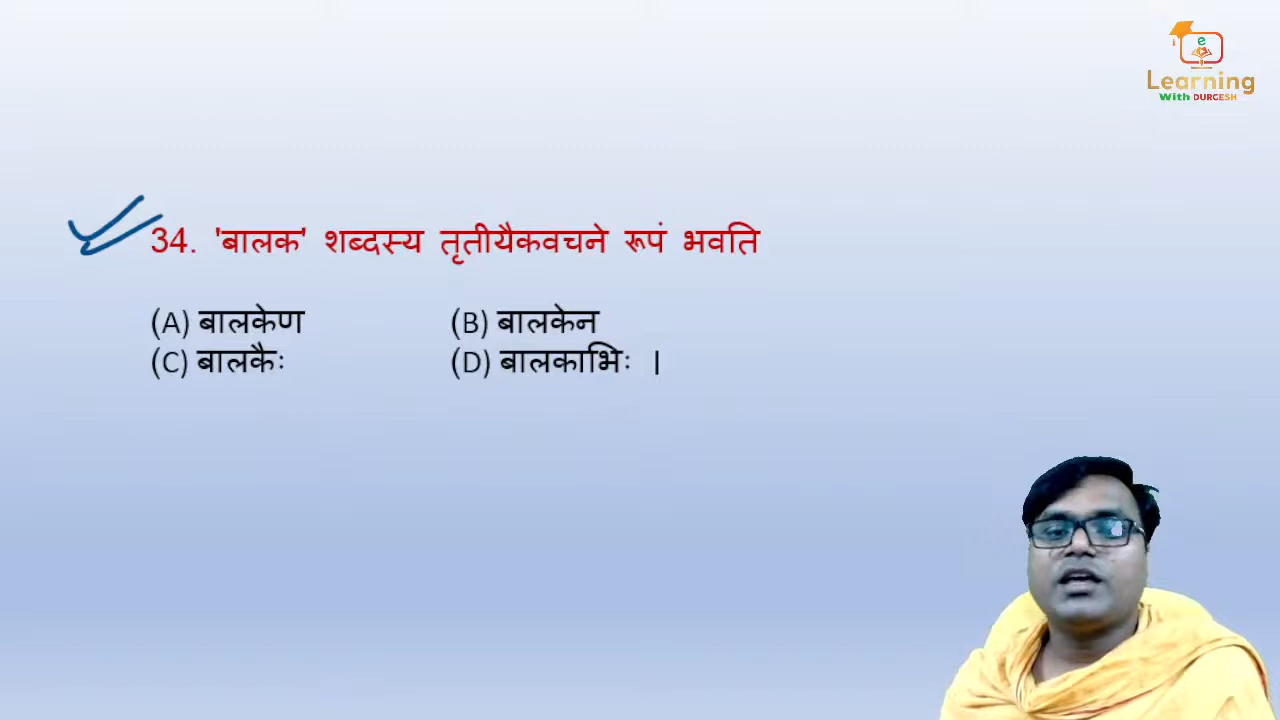 e
Learning
With DURGESH
34. 'बालक' शब्दस्य तृतीयैकवचने रूपं भवति
(A) बालकेण (B) बालकेन
(C) बालकैः (D) बालकाभिः ।